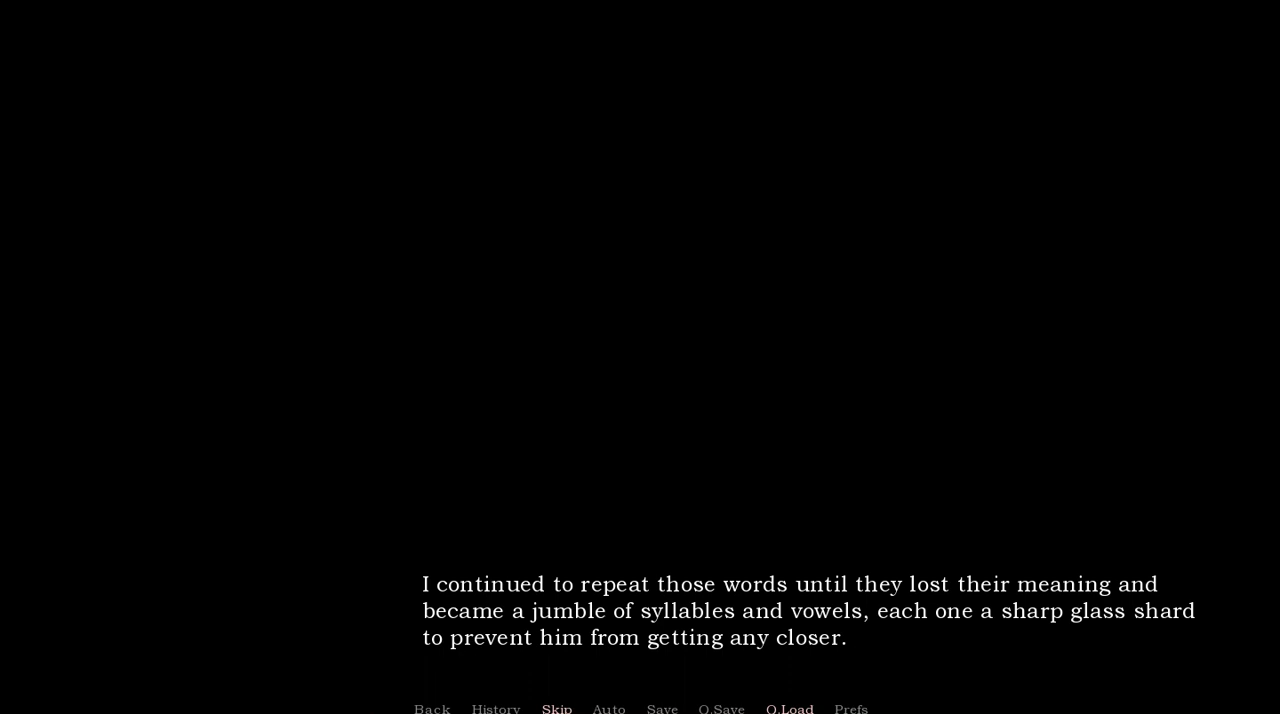 I continued to repeat those words until they lost their meaning and
became a jumble of syllables and vowels, each one a sharp glass shard
to prevent him from getting any closer.
Back History Skip Auto Save Q.Save Q.Load Prefs